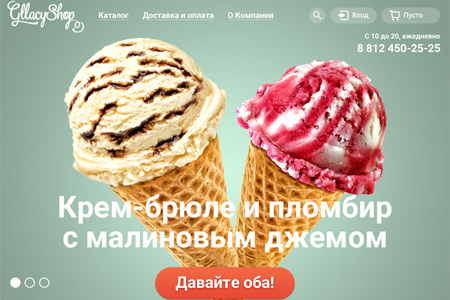 GllacyShop
Каталог
Доставка и оплата
О Компании
Вход
Пусто
С 10 до 20, ежедневно
8 812 450-25-25
Крем-брюле и пломбир
с малиновым джемом
Давайте оба!